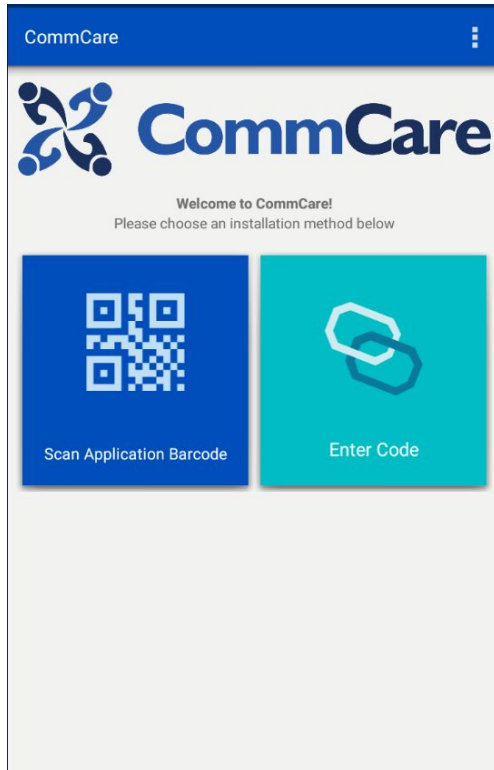 CommCare
CommCare
Welcome to CommCare!
Please choose an installation method below
Scan Application Barcode
Enter Code